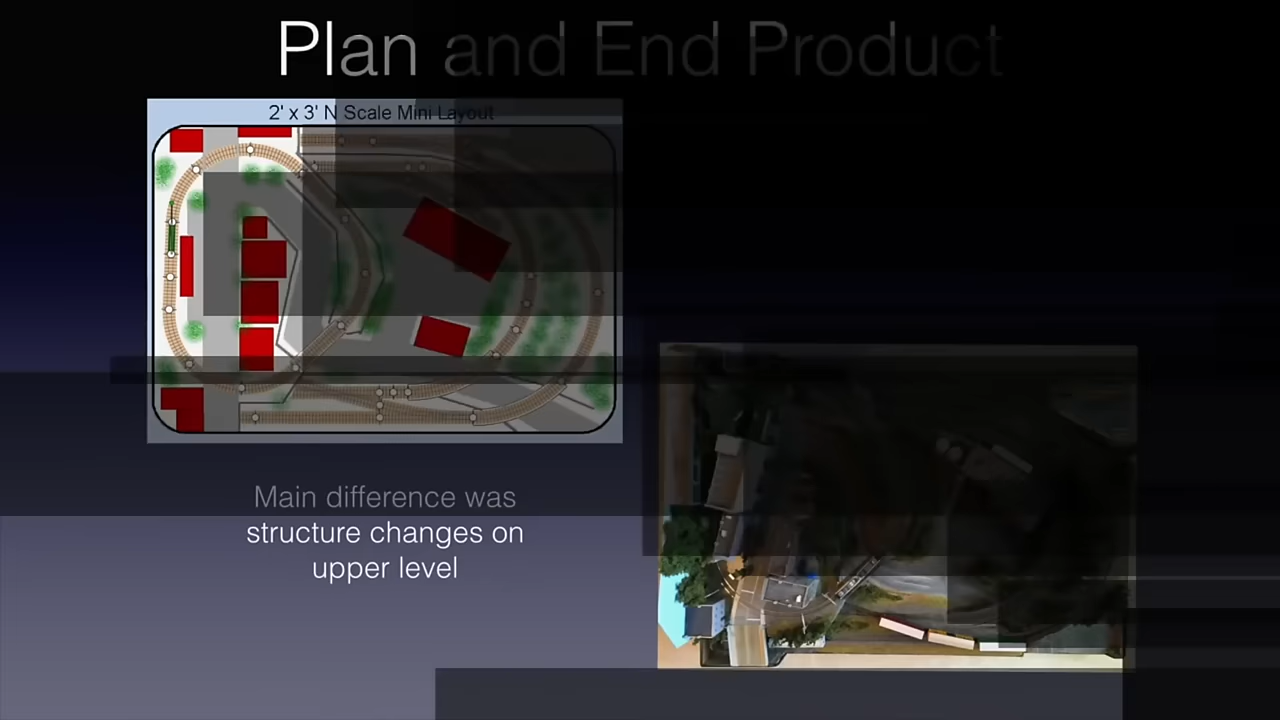 Plan and End Product
2' x 3' N Scale Mini Layout
Main difference was
structure changes on
upper level